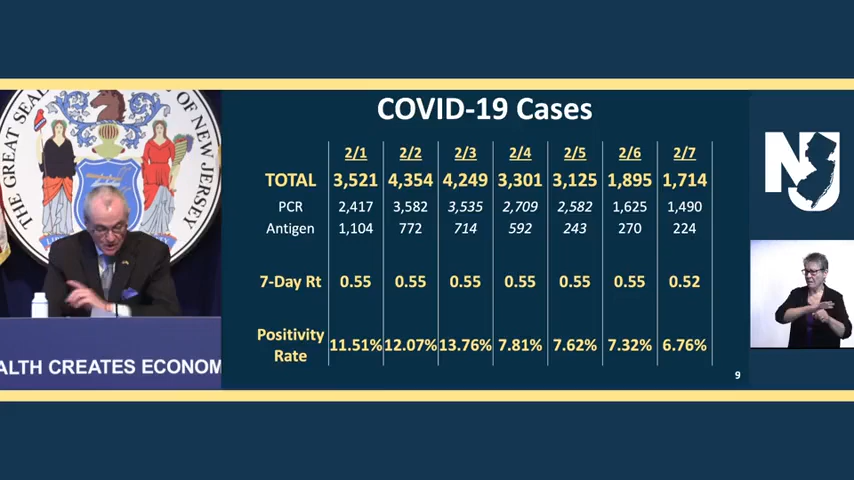 COVID-19 Cases
2/1 2/2 2/3 2/4 2/5 2/6 2/7
TOTAL 3,521 4,354 4,249 3,301 3,125 1,895 1,714
PCR 2,417 3,582 3,535 2,709 2,582 1,625 1,490
Antigen 1,104 772 714 592 243 270 224
7-Day Rt 0.55 0.55 0.55 0.55 0.55 0.55 0.52
Positivity
Rate 11.51% 12.07% 13.76% 7.81% 7.62% 7.32% 6.76%
9
THE GREAT SEAL OF NEW JERSEY
ALTH CREATES ECONOM
NJ